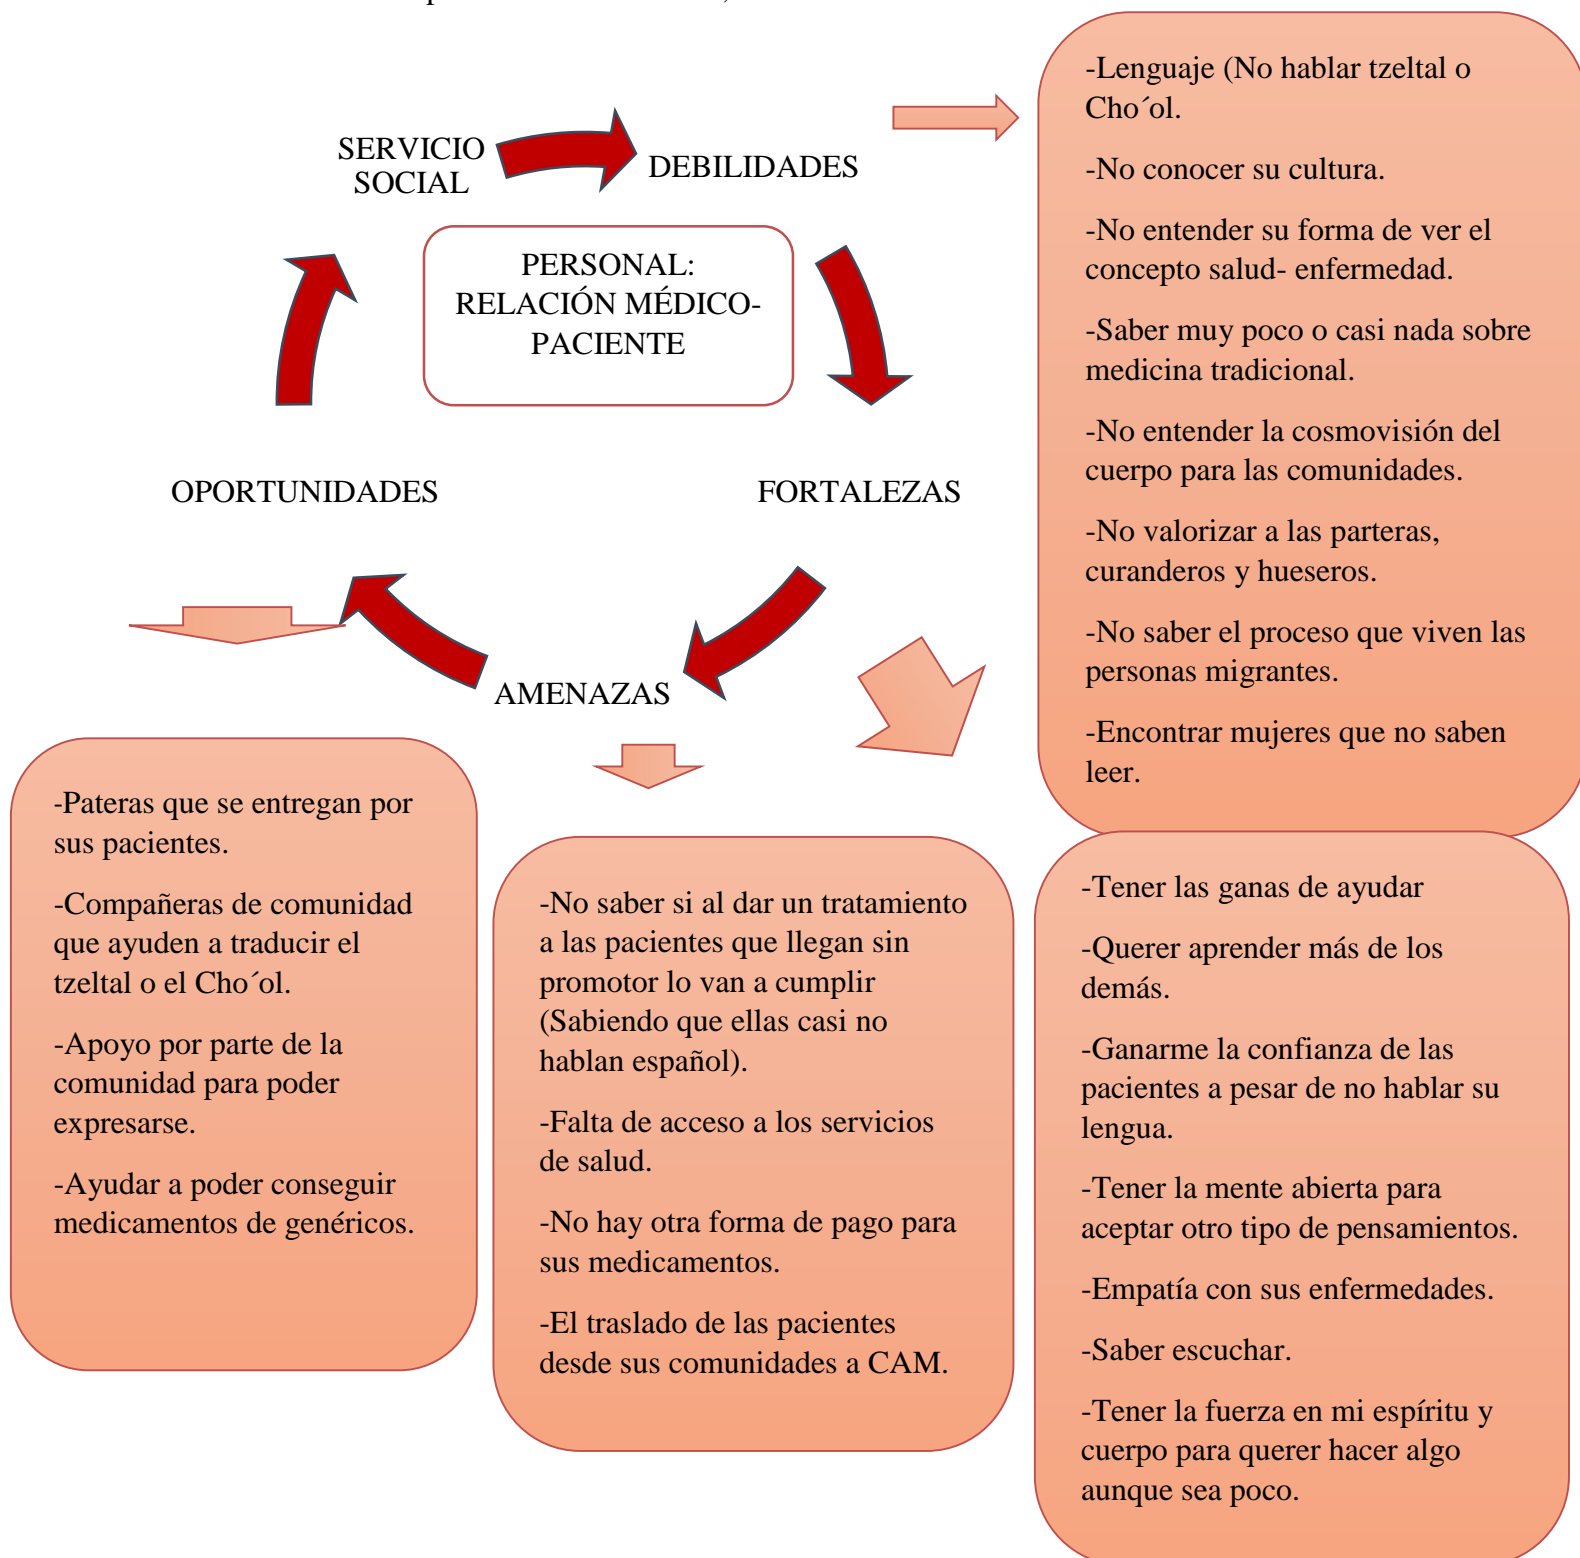 SERVICIO
SOCIAL
DEBILIDADES
PERSONAL:
RELACIÓN MÉDICO-
PACIENTE
OPORTUNIDADES
FORTALEZAS
AMENAZAS
-Lenguaje (No hablar tzeltal o
Cho´ol.
-No conocer su cultura.
-No entender su forma de ver el
concepto salud- enfermedad.
-Saber muy poco o casi nada sobre
medicina tradicional.
-No entender la cosmovisión del
cuerpo para las comunidades.
-No valorizar a las parteras,
curanderos y hueseros.
-No saber el proceso que viven las
personas migrantes.
-Encontrar mujeres que no saben
leer.
-Pateras que se entregan por
sus pacientes.
-Compañeras de comunidad
que ayuden a traducir el
tzeltal o el Cho´ol.
-Apoyo por parte de la
comunidad para poder
expresarse.
-Ayudar a poder conseguir
medicamentos de genéricos.
-No saber si al dar un tratamiento
a las pacientes que llegan sin
promotor lo van a cumplir
(Sabiendo que ellas casi no
hablan español).
-Falta de acceso a los servicios
de salud.
-No hay otra forma de pago para
sus medicamentos.
-El traslado de las pacientes
desde sus comunidades a CAM.
-Tener las ganas de ayudar
-Querer aprender más de los
demás.
-Ganarme la confianza de las
pacientes a pesar de no hablar su
lengua.
-Tener la mente abierta para
aceptar otro tipo de pensamientos.
-Empatía con sus enfermedades.
-Saber escuchar.
-Tener la fuerza en mi espíritu y
cuerpo para querer hacer algo
aunque sea poco.